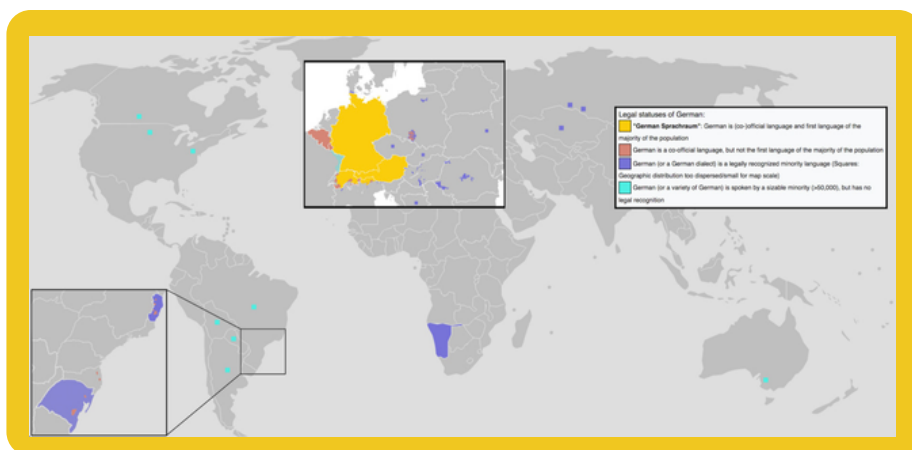 Legal statuses of German:
"German Sprachraum": German is (co-)official language and first language of the
majority of the population
German is a co-official language, but not the first language of the majority of the population
German (or a German dialect) is a legally recognized minority language (Squares:
Geographic distribution too dispersed/small for map scale)
German (or a variety of German) is spoken by a sizable minority (>50,000), but has no
legal recognition